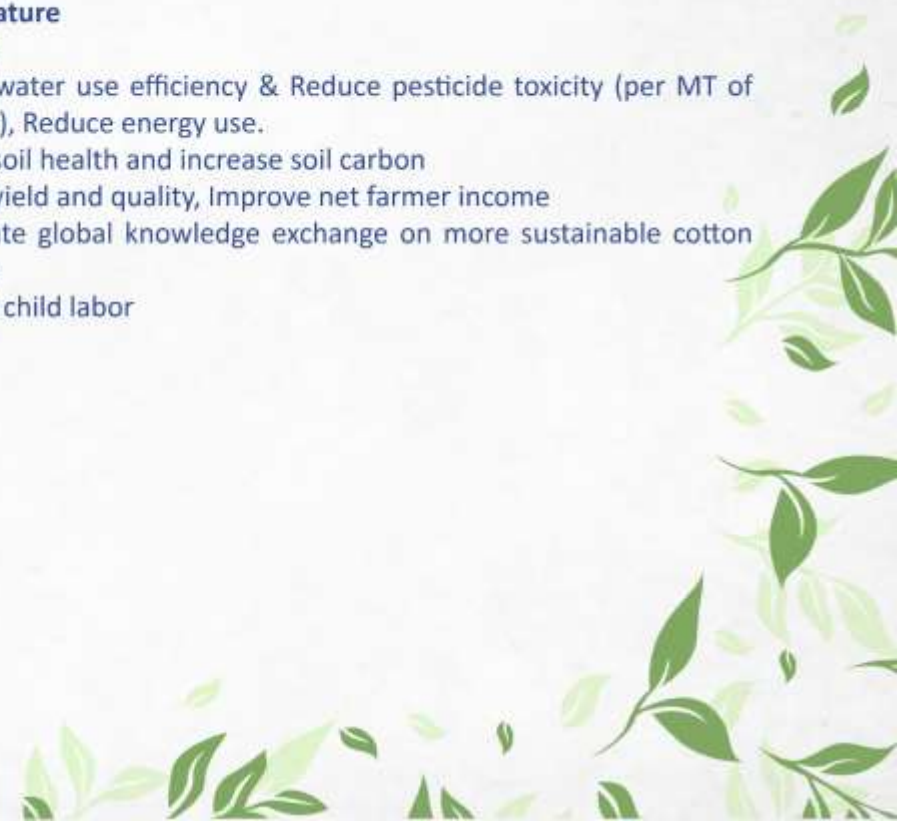 ature
water use efficiency & Reduce pesticide toxicity (per MT of
), Reduce energy use.
soil health and increase soil carbon
yield and quality, Improve net farmer income
te global knowledge exchange on more sustainable cotton
child labor